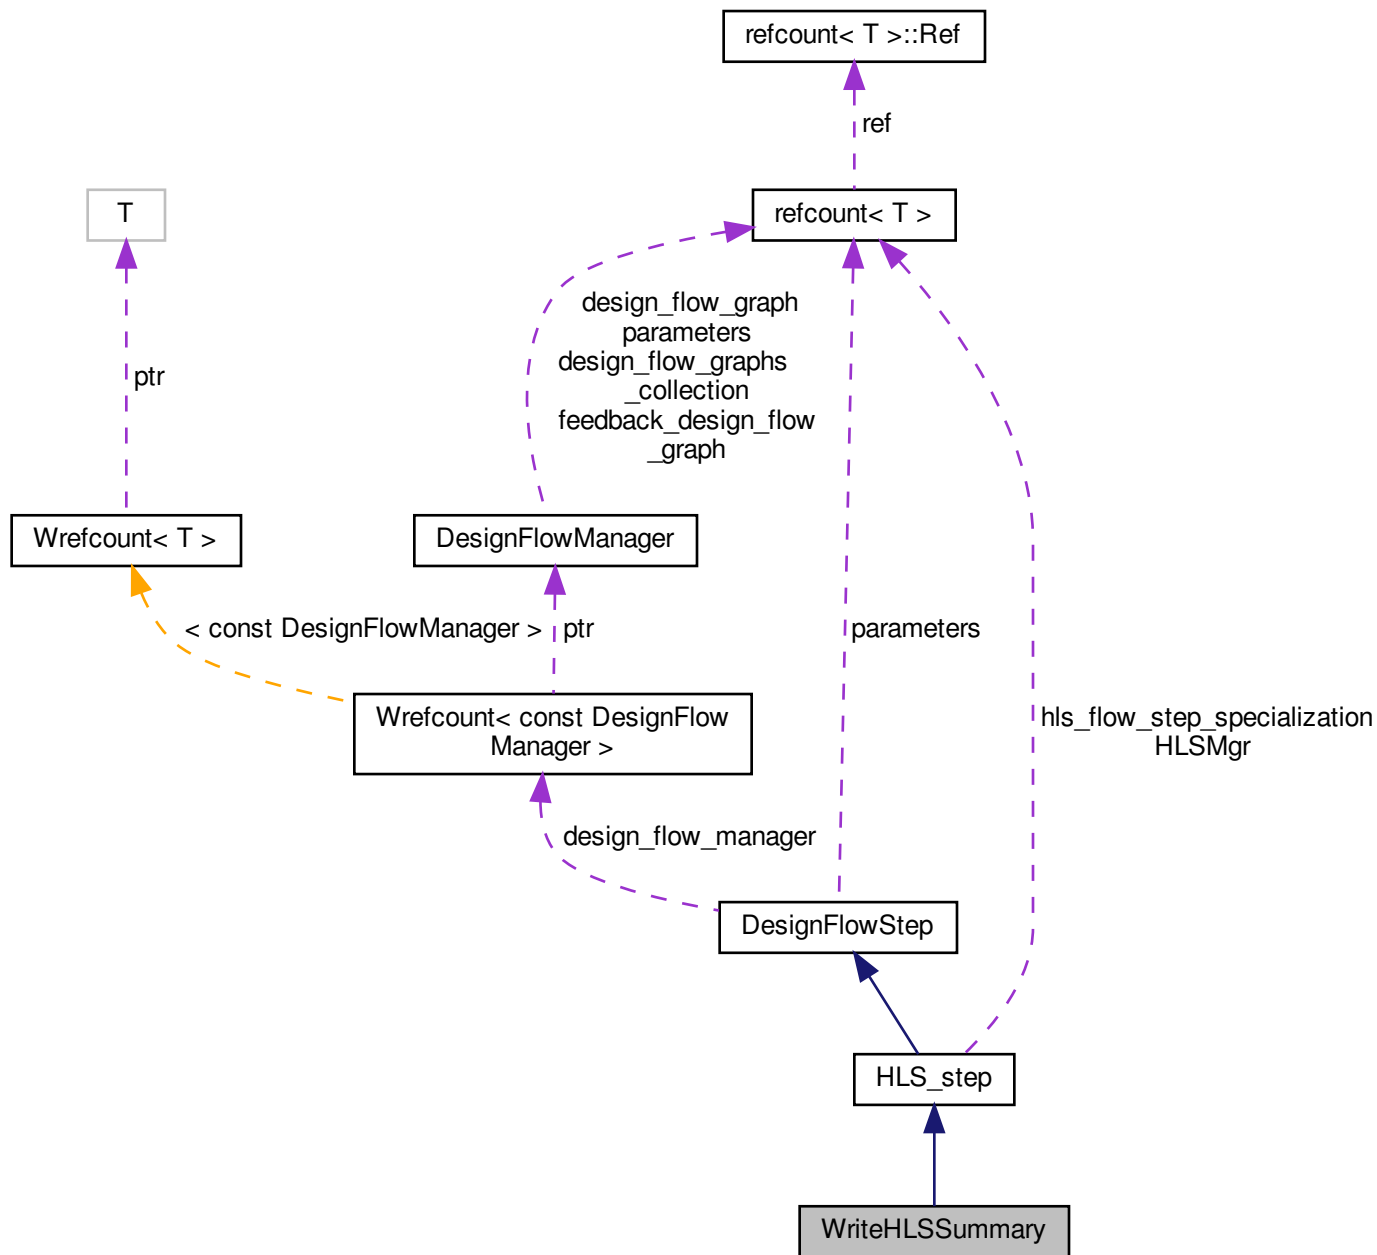 refcount< T >::Ref
ref
T
refcount< T >
design_flow_graph
parameters
design_flow_graphs
_collection
feedback_design_flow
_graph
ptr
Wrefcount< T >
DesignFlowManager
< const DesignFlowManager >
ptr
parameters
Wrefcount< const DesignFlow
Manager >
hls_flow_step_specialization
HLSMgr
design_flow_manager
DesignFlowStep
HLS_step
WriteHLSSummary